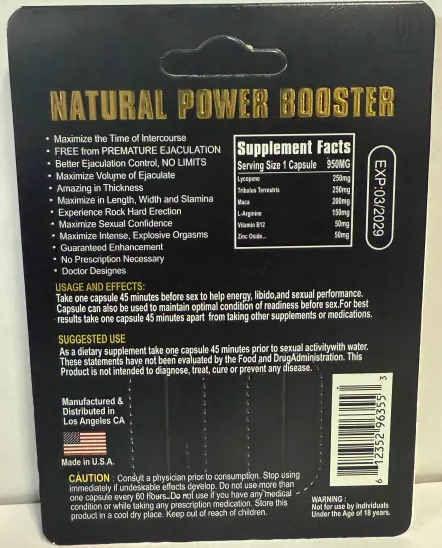 NATURAL POWER BOOSTER
• Maximize the Time of Intercourse
• FREE from PREMATURE EJACULATION
• Better Ejaculation Control, NO LIMITS
• Maximize Volume of Ejaculate
• Amazing in Thickness
• Maximize in Length, Width and Stamina
• Experience Rock Hard Erection
• Maximize Sexual Confidence
• Maximize Intense, Explosive Orgasms
• Guaranteed Enhancement
• No Prescription Necessary
• Doctor Designes
Supplement Facts
Serving Size 1 Capsule 950MG
Lycopene 250mg
Tribulus Terrestris 250mg
Maca 200mg
L-Arginine 150mg
Vitamin B12 50mg
Zinc Oxide... 50mg
EXP:03/2029
USAGE AND EFFECTS:
Take one capsule 45 minutes before sex to help energy, libido,and sexual performance.
Capsule can also be used to maintain optimal condition of readiness before sex.For best
results take one capsule 45 minutes apart from taking other supplements or medications.
SUGGESTED USE
As a dietary supplement take one capsule 45 minutes prior to sexual activitywith water.
These statements have not been evaluated by the Food and DrugAdministration. This
Product is not intended to diagnose, treat, cure or prevent any disease.
Manufactured &
Distributed in
Los Angeles CA
Made in U.S.A.
CAUTION : Consult a physician prior to consumption. Stop using
immediately if undesirable effects develop. Do not use more than
one capsule every 60 hours. Do not use if you have any medical
condition or while taking any prescription medication. Store this
product in a cool dry place. Keep out of reach of children.
6 12352 96355 3
WARNING :
Not for use by Individuals
Under the Age of 18 years.